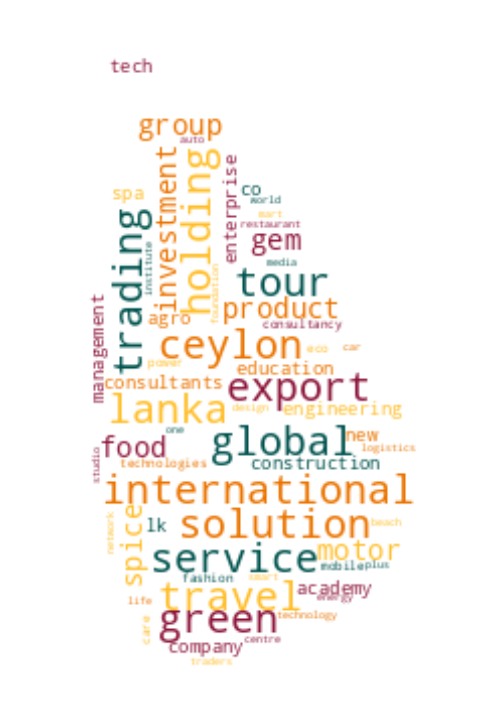 tech
group
auto
investment
holding
enterprise
spa
co
world
mart
restaurant
trading
institute
gem
media
tour
foundation
product
agro
consultancy
management
ceylon
eco
car
power
education
consultants
export
lanka
design
engineering
one
food
global
new
logistics
studio
technologies
construction
international
network
spice
lk
solution
beach
service
motor
mobile
plus
fashion
smart
travel
academy
energy
life
care
green
technology
company
centre
traders